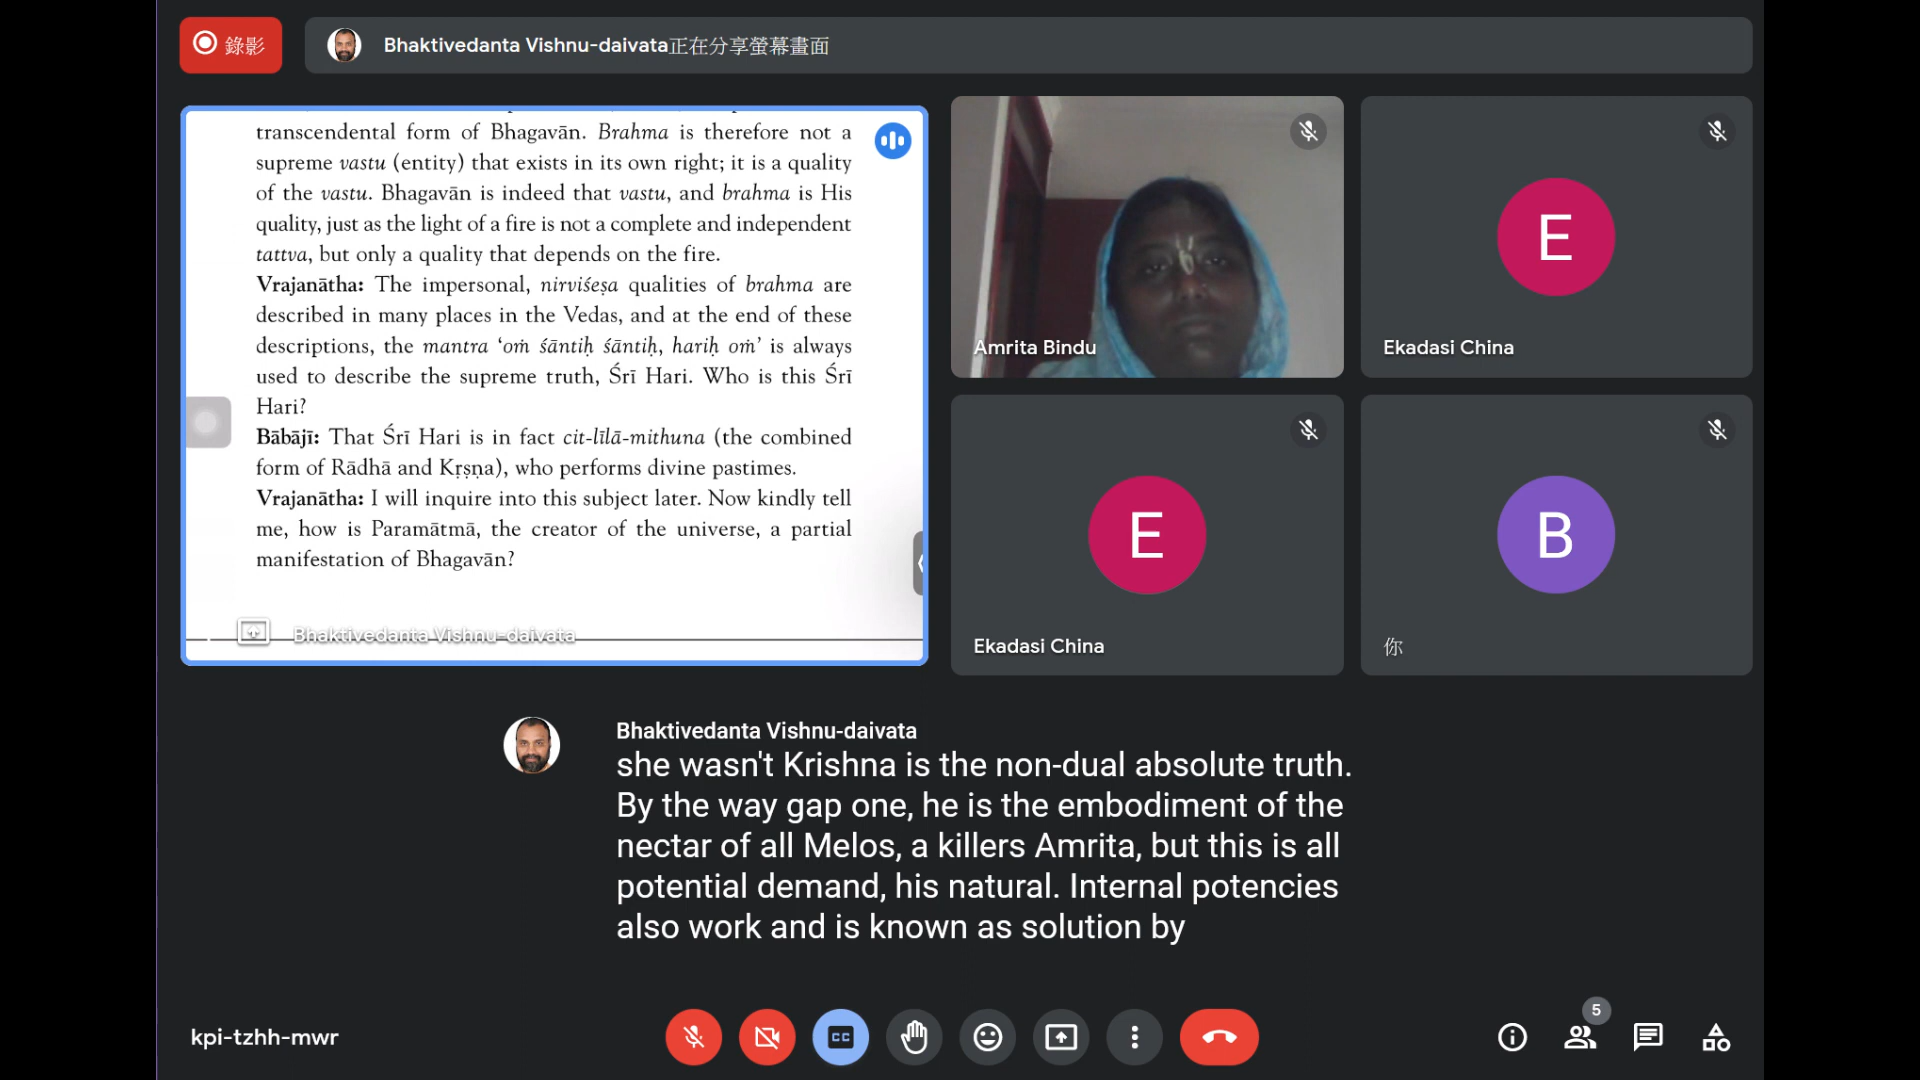 錄影
Bhaktivedanta Vishnu-daivata正在分享螢幕畫面
transcendental form of Bhagavān. Brahma is therefore not a
supreme vastu (entity) that exists in its own right; it is a quality
of the vastu. Bhagavān is indeed that vastu, and brahma is His
quality, just as the light of a fire is not a complete and independent
tattva, but only a quality that depends on the fire.
Vrajanātha: The impersonal, nirviśeṣa qualities of brahma are
described in many places in the Vedas, and at the end of these
descriptions, the mantra ‘oṁ śāntiḥ śāntiḥ, hariḥ oṁ’ is always
used to describe the supreme truth, Śrī Hari. Who is this Śrī
Hari?
Bābājī: That Śrī Hari is in fact cit-līlā-mithuna (the combined
form of Rādhā and Kṛṣṇa), who performs divine pastimes.
Vrajanātha: I will inquire into this subject later. Now kindly tell
me, how is Paramātmā, the creator of the universe, a partial
manifestation of Bhagavān?
Bhaktivedanta Vishnu-daivata
Amrita Bindu
E
Ekadasi China
E
Ekadasi China
B
你
Bhaktivedanta Vishnu-daivata
she wasn't Krishna is the non-dual absolute truth.
By the way gap one, he is the embodiment of the
nectar of all Melos, a killers Amrita, but this is all
potential demand, his natural. Internal potencies
also work and is known as solution by
kpi-tzhh-mwr
CC
5